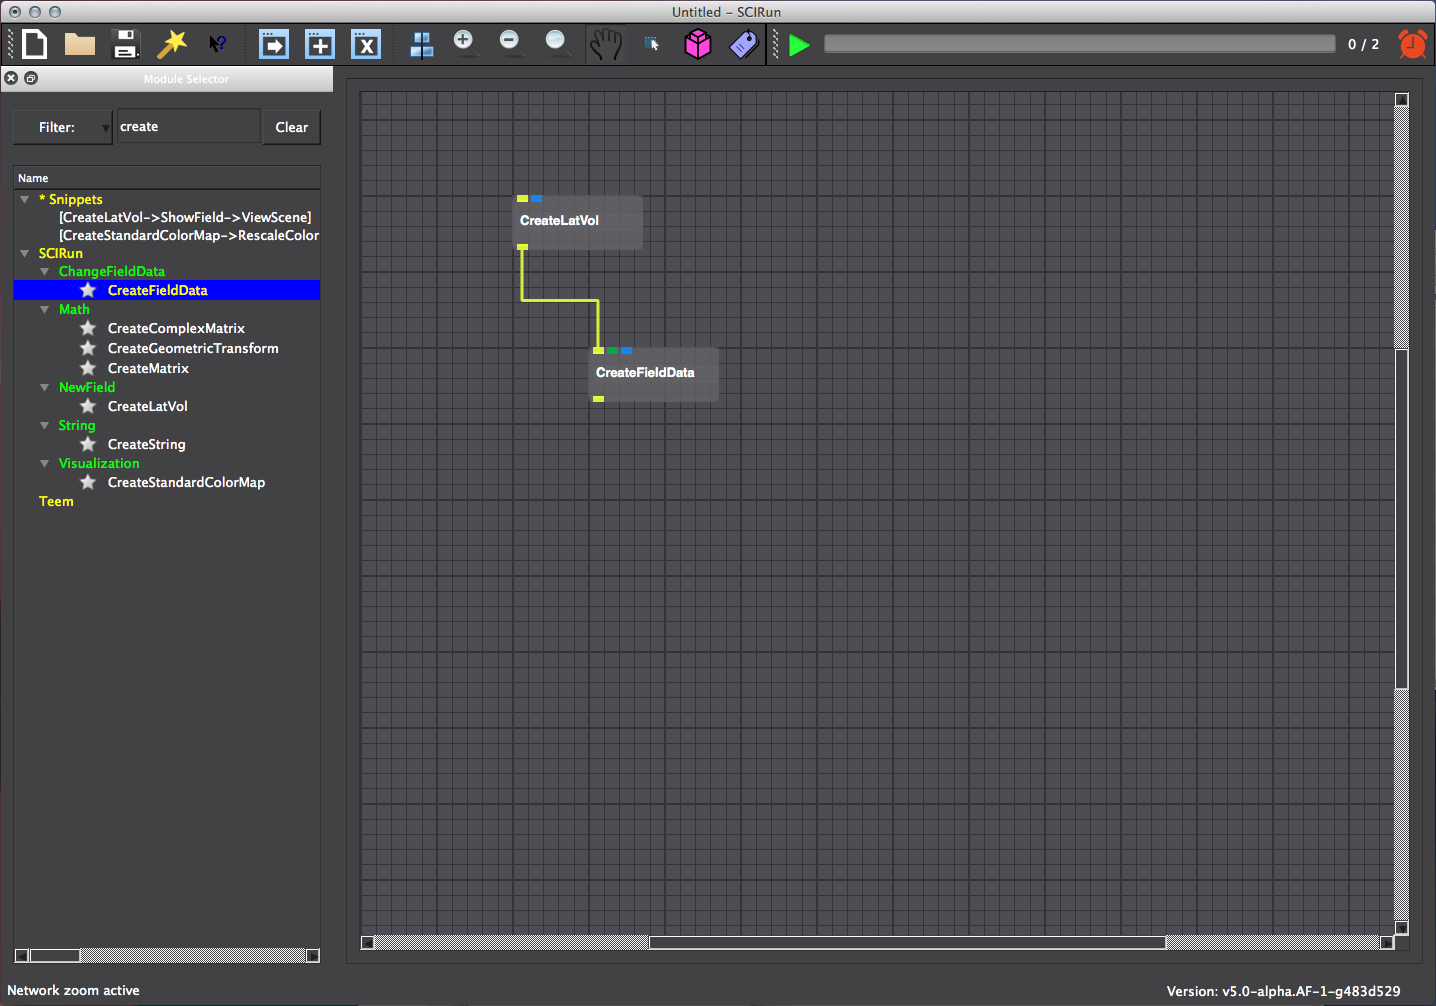 Untitled - SCIRun
0 / 2
Module Selector
Filter:
create
Clear
Name
* Snippets
[CreateLatVol->ShowField->ViewScene]
[CreateStandardColorMap->RescaleColor
SCIRun
ChangeFieldData
CreateFieldData
Math
CreateComplexMatrix
CreateGeometricTransform
CreateMatrix
NewField
CreateLatVol
String
CreateString
Visualization
CreateStandardColorMap
Teem
CreateLatVol
CreateFieldData
Network zoom active
Version: v5.0-alpha.AF-1-g483d529